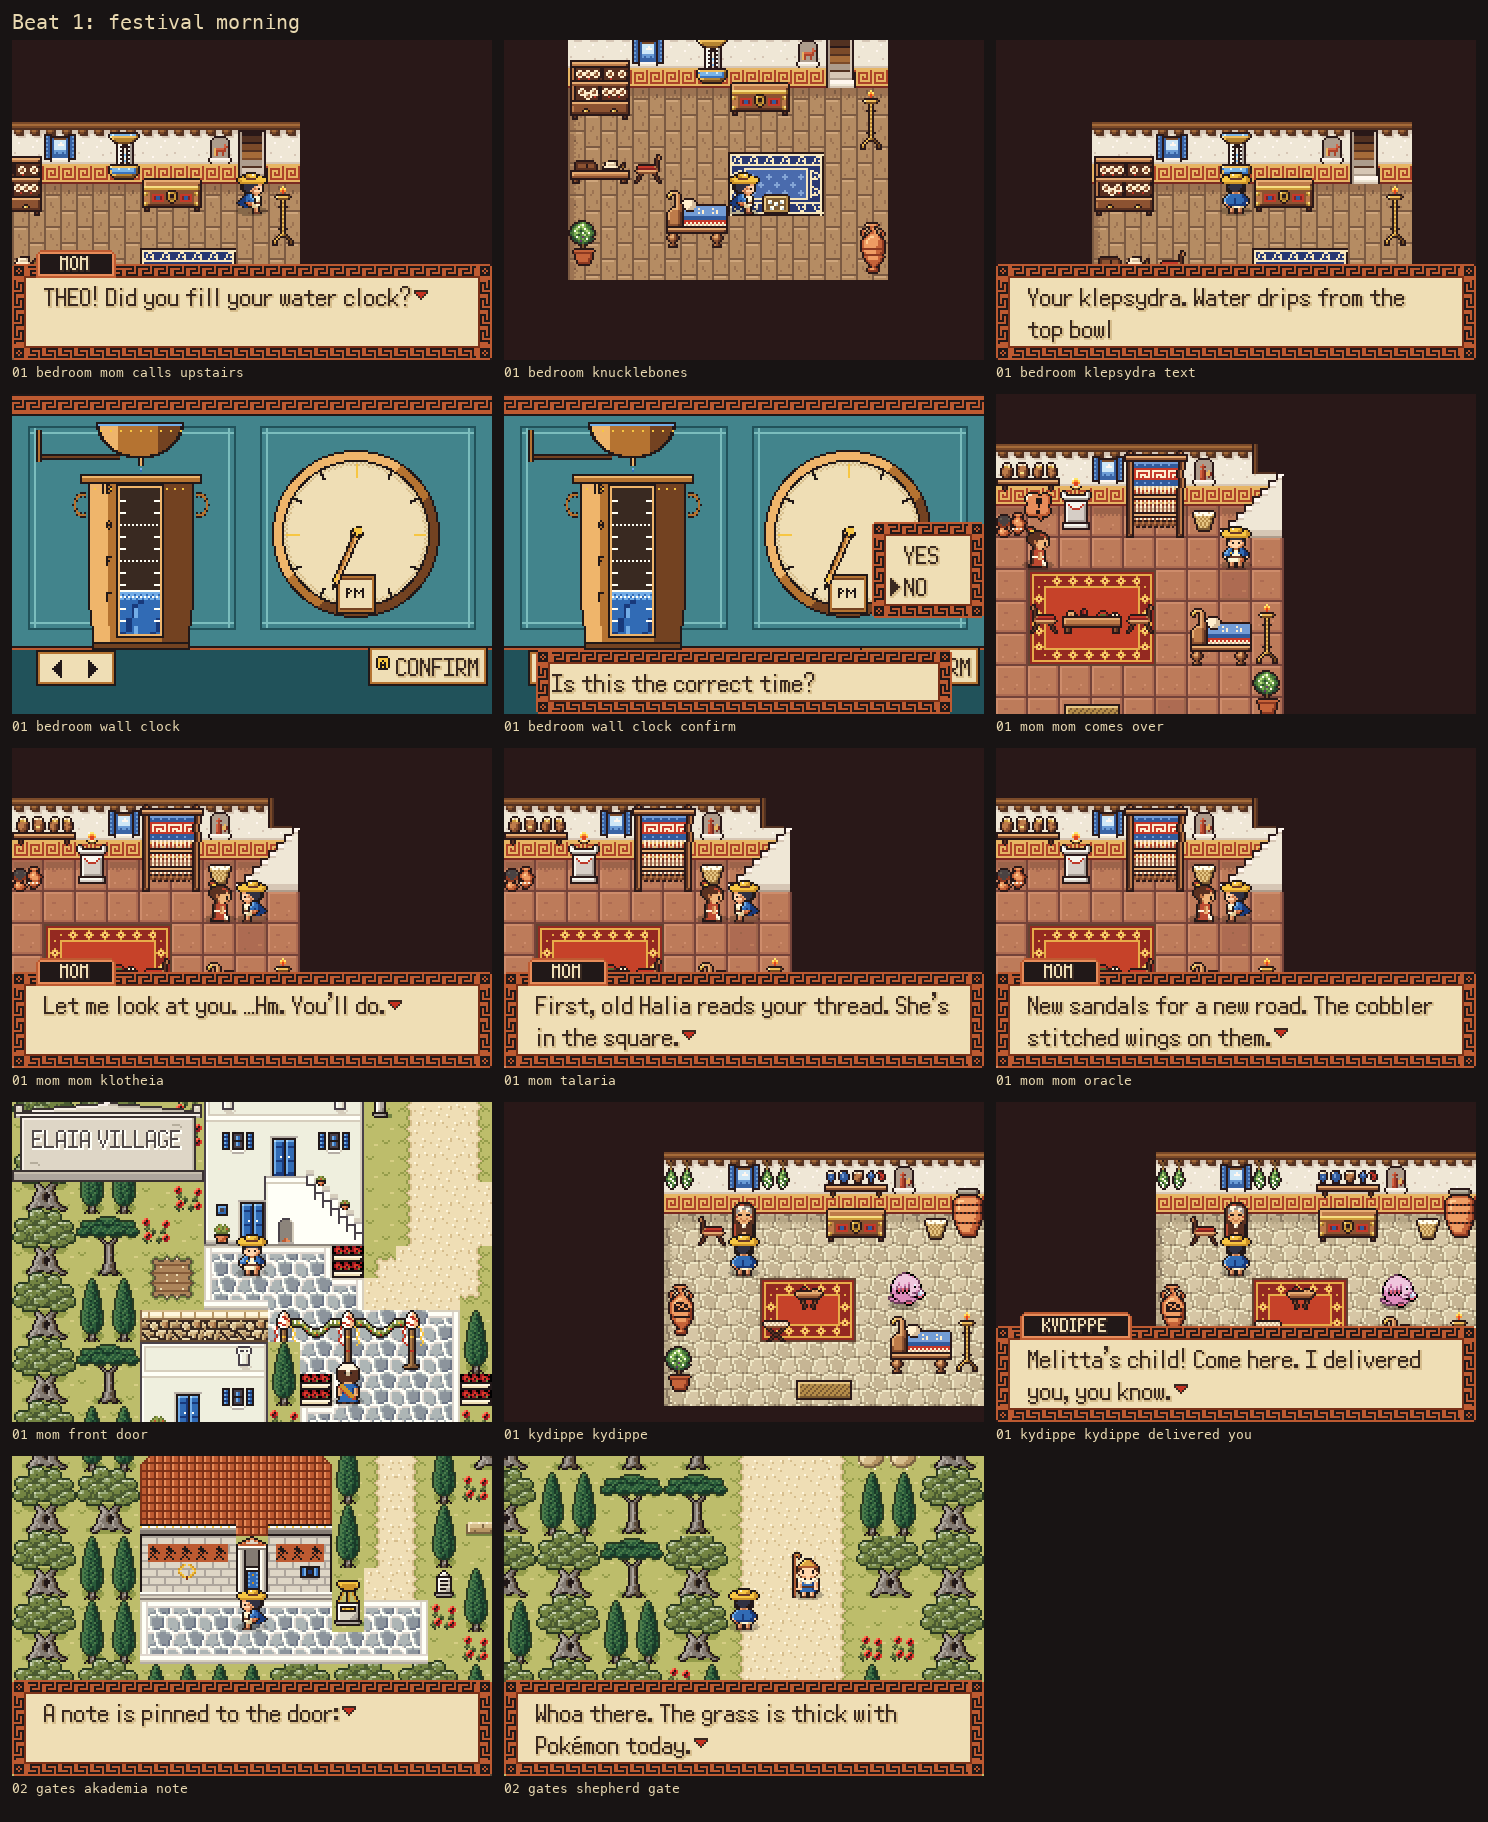 Beat 1: festival morning
MOM
THEO! Did you fill your water clock?
01 bedroom mom calls upstairs
01 bedroom knucklebones
Your klepsydra. Water drips from the
top bowl
01 bedroom klepsydra text
PM
CONFIRM
01 bedroom wall clock
PM
YES
NO
RM
Is this the correct time?
01 bedroom wall clock confirm
01 mom mom comes over
MOM
Let me look at you. …Hm. You'll do.
01 mom mom klotheia
MOM
First, old Halia reads your thread. She's
in the square.
01 mom talaria
MOM
New sandals for a new road. The cobbler
stitched wings on them.
01 mom mom oracle
ELAIA VILLAGE
01 mom front door
01 kydippe kydippe
KYDIPPE
Melitta's child! Come here. I delivered
you, you know.
01 kydippe kydippe delivered you
A note is pinned to the door:
02 gates akademia note
Whoa there. The grass is thick with
Pokémon today.
02 gates shepherd gate